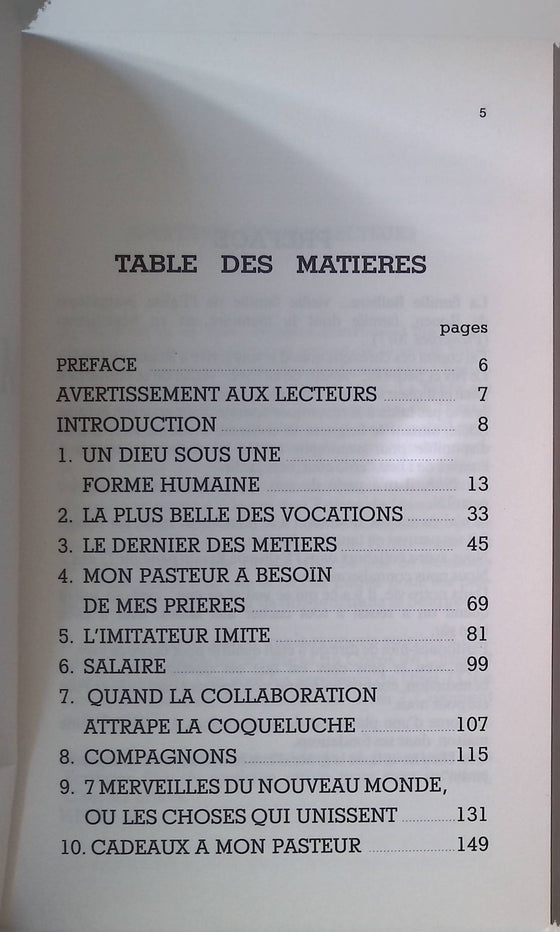 5
TABLE DES MATIERES
pages
PREFACE 6
AVERTISSEMENT AUX LECTEURS 7
INTRODUCTION 8
1. UN DIEU SOUS UNE
FORME HUMAINE 13
2. LA PLUS BELLE DES VOCATIONS 33
3. LE DERNIER DES METIERS 45
4. MON PASTEUR A BESOIN
DE MES PRIERES 69
5. L'IMITATEUR IMITE 81
6. SALAIRE 99
7. QUAND LA COLLABORATION
ATTRAPE LA COQUELUCHE 107
8. COMPAGNONS 115
9. 7 MERVEILLES DU NOUVEAU MONDE,
OU LES CHOSES QUI UNISSENT 131
10. CADEAUX A MON PASTEUR 149